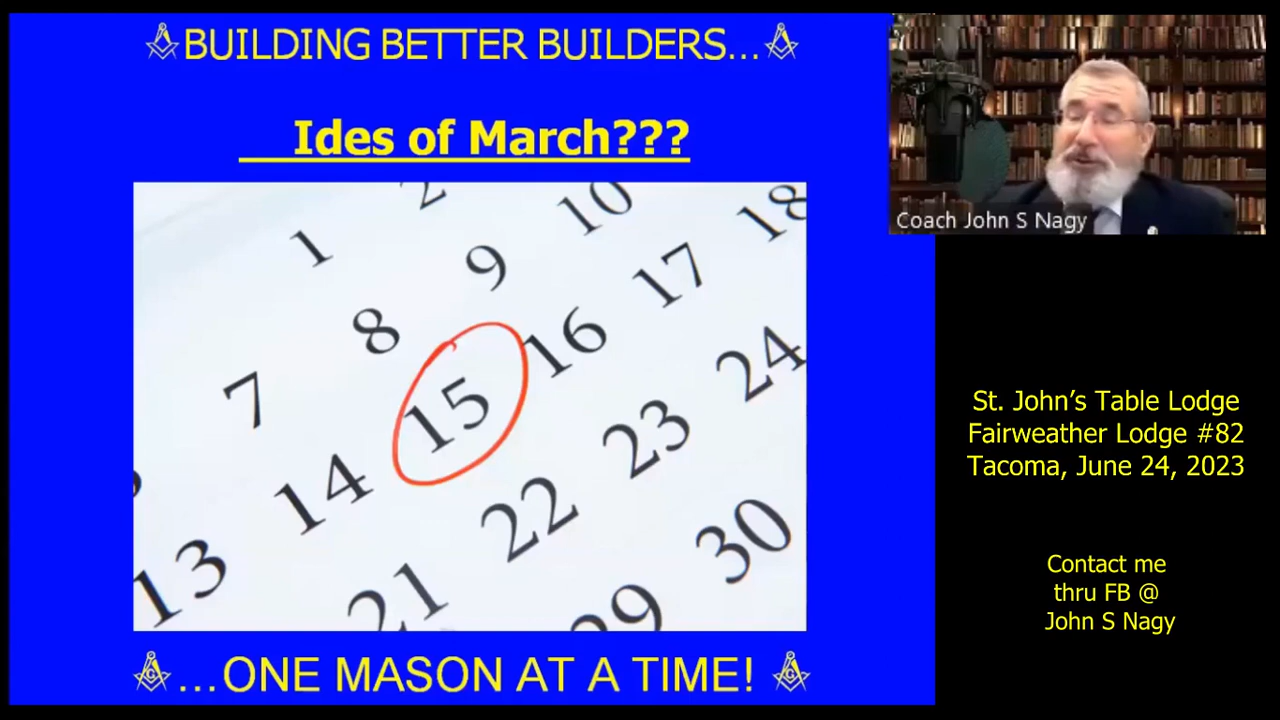 BUILDING BETTER BUILDERS...
Ides of March???
1 2
7 8 9 10
13 14 15 16 17 18
21 22 23 24
29 30
...ONE MASON AT A TIME!
Coach John S Nagy
St. John's Table Lodge
Fairweather Lodge #82
Tacoma, June 24, 2023
Contact me
thru FB @
John S Nagy